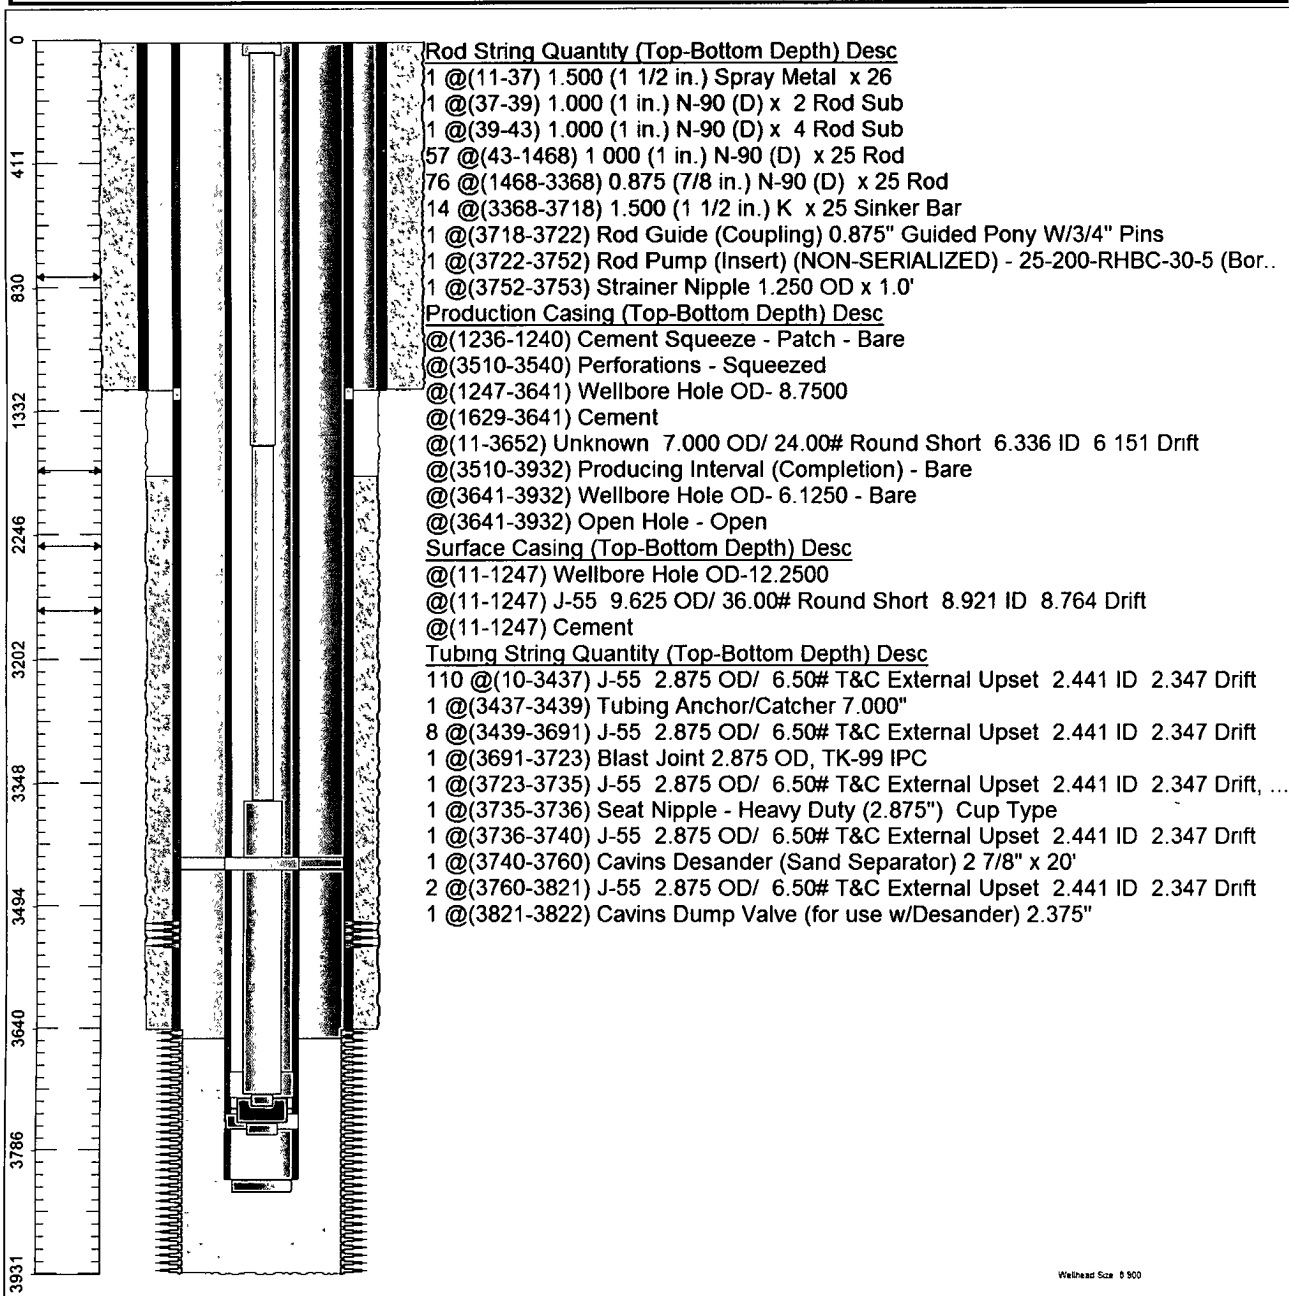 0
411
830
1332
2246
3202
3348
3494
3640
3786
3931
Rod String Quantity (Top-Bottom Depth) Desc
1 @(11-37) 1.500 (1 1/2 in.) Spray Metal x 26
1 @(37-39) 1.000 (1 in.) N-90 (D) x 2 Rod Sub
1 @(39-43) 1.000 (1 in.) N-90 (D) x 4 Rod Sub
57 @(43-1468) 1 000 (1 in.) N-90 (D) x 25 Rod
76 @(1468-3368) 0.875 (7/8 in.) N-90 (D) x 25 Rod
14 @(3368-3718) 1.500 (1 1/2 in.) K x 25 Sinker Bar
1 @(3718-3722) Rod Guide (Coupling) 0.875" Guided Pony W/3/4" Pins
1 @(3722-3752) Rod Pump (Insert) (NON-SERIALIZED) - 25-200-RHBC-30-5 (Bor..
1 @(3752-3753) Strainer Nipple 1.250 OD x 1.0'
Production Casing (Top-Bottom Depth) Desc
@(1236-1240) Cement Squeeze - Patch - Bare
@(3510-3540) Perforations - Squeezed
@(1247-3641) Wellbore Hole OD- 8.7500
@(1629-3641) Cement
@(11-3652) Unknown 7.000 OD/ 24.00# Round Short 6.336 ID 6 151 Drift
@(3510-3932) Producing Interval (Completion) - Bare
@(3641-3932) Wellbore Hole OD- 6.1250 - Bare
@(3641-3932) Open Hole - Open
Surface Casing (Top-Bottom Depth) Desc
@(11-1247) Wellbore Hole OD-12.2500
@(11-1247) J-55 9.625 OD/ 36.00# Round Short 8.921 ID 8.764 Drift
@(11-1247) Cement
Tubing String Quantity (Top-Bottom Depth) Desc
110 @(10-3437) J-55 2.875 OD/ 6.50# T&C External Upset 2.441 ID 2.347 Drift
1 @(3437-3439) Tubing Anchor/Catcher 7.000"
8 @(3439-3691) J-55 2.875 OD/ 6.50# T&C External Upset 2.441 ID 2.347 Drift
1 @(3691-3723) Blast Joint 2.875 OD, TK-99 IPC
1 @(3723-3735) J-55 2.875 OD/ 6.50# T&C External Upset 2.441 ID 2.347 Drift, ...
1 @(3735-3736) Seat Nipple - Heavy Duty (2.875") Cup Type
1 @(3736-3740) J-55 2.875 OD/ 6.50# T&C External Upset 2.441 ID 2.347 Drift
1 @(3740-3760) Cavins Desander (Sand Separator) 2 7/8" x 20'
2 @(3760-3821) J-55 2.875 OD/ 6.50# T&C External Upset 2.441 ID 2.347 Drift
1 @(3821-3822) Cavins Dump Valve (for use w/Desander) 2.375"
Wellhead Size